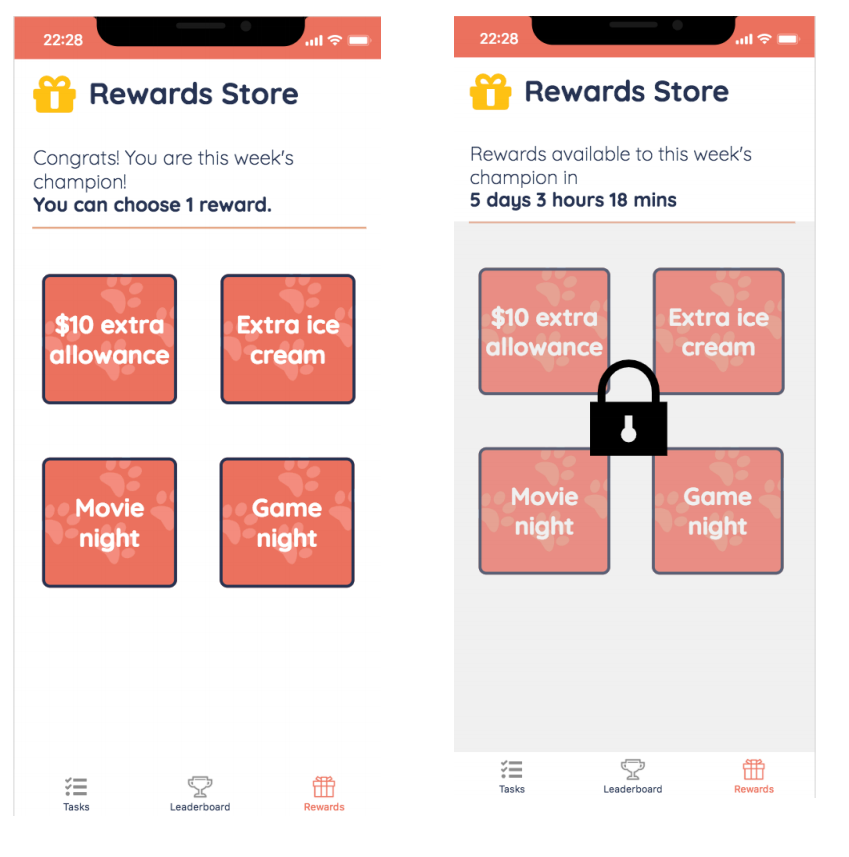 22:28
Rewards Store
Congrats! You are this week's
champion!
You can choose 1 reward.
$10 extra
allowance
Extra ice
cream
Movie
night
Game
night
Tasks
Leaderboard
Rewards
22:28
Rewards Store
Rewards available to this week's
champion in
5 days 3 hours 18 mins
$10 extra
allowance
Extra ice
cream
Movie
night
Game
night
Tasks
Leaderboard
Rewards